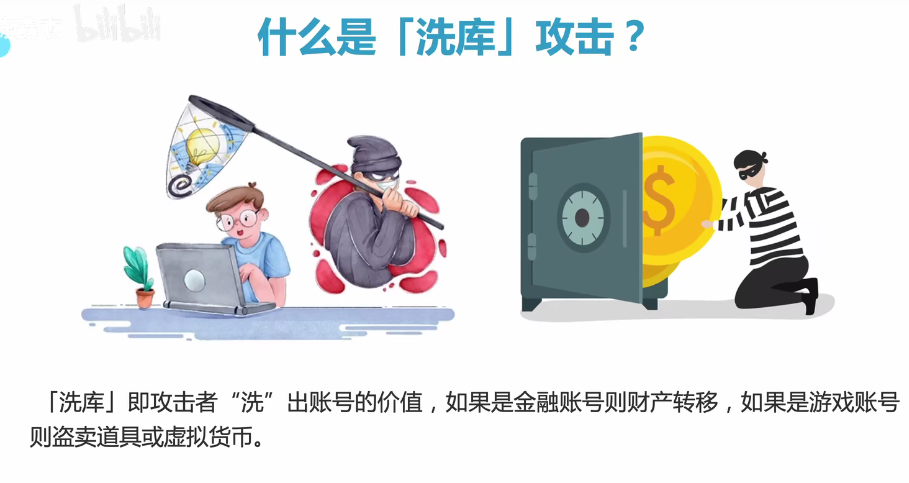 bilibili
什么是「洗库」攻击？
$
「洗库」即攻击者“洗”出账号的价值，如果是金融账号则财产转移，如果是游戏账号
则盗卖道具或虚拟货币。